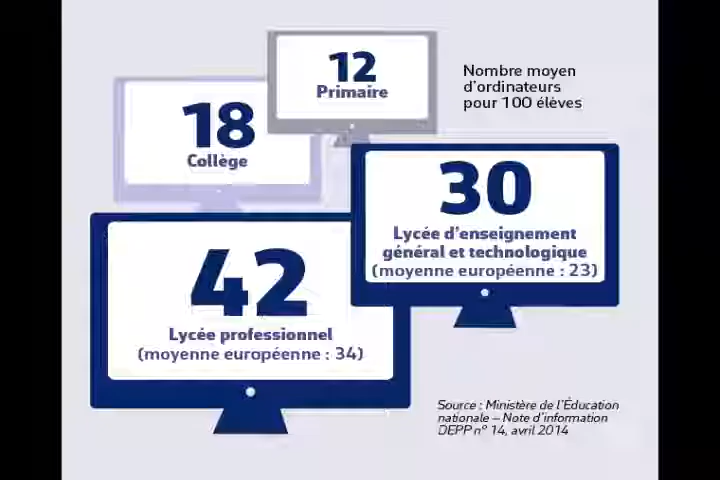 12
Primaire
Nombre moyen
d'ordinateurs
pour 100 élèves
18
Collège
30
Lycée d'enseignement
général et technologique
(moyenne européenne : 23)
42
Lycée professionnel
(moyenne européenne : 34)
Source : Ministère de l'Éducation
nationale – Note d'information
DEPP n° 14, avril 2014